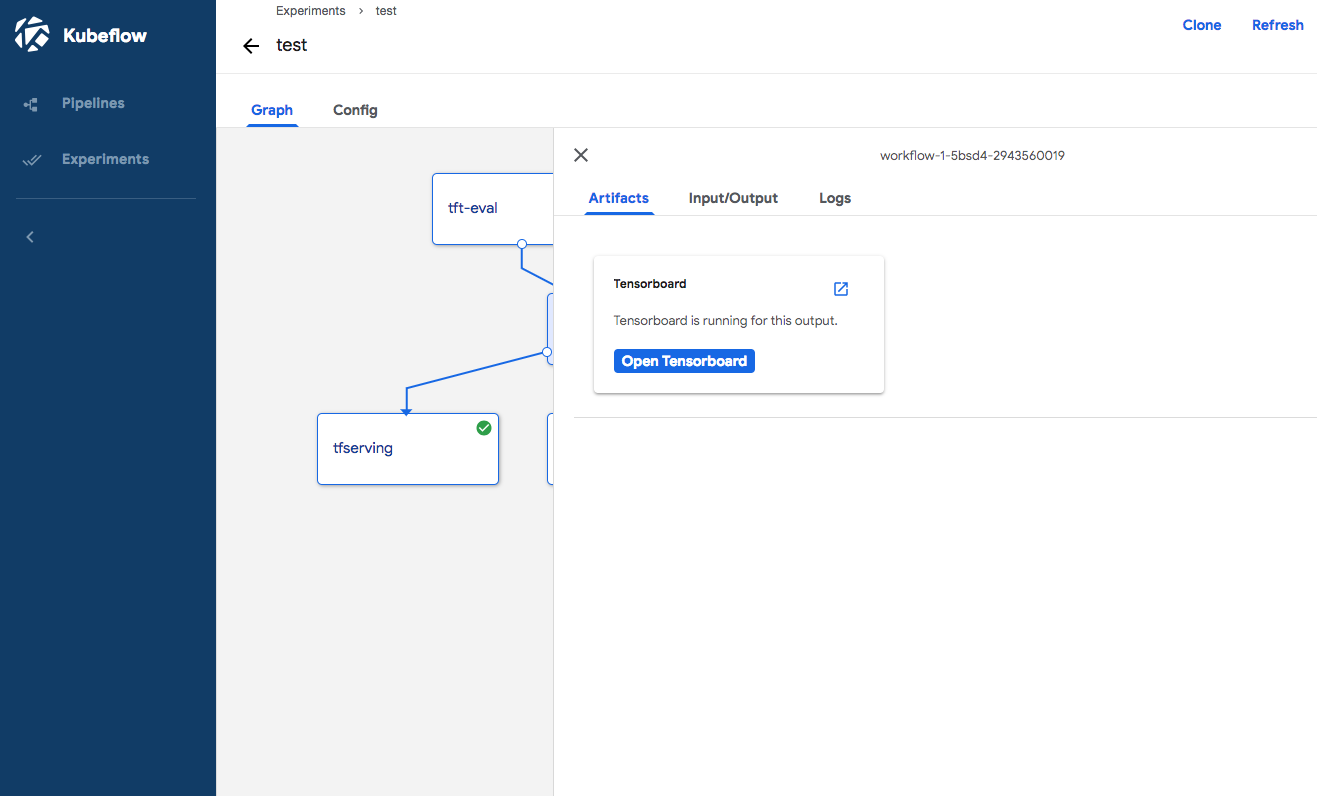 Kubeflow
Pipelines
Experiments
Experiments › test
test
Clone
Refresh
Graph
Config
tft-eval
tfserving
workflow-1-5bsd4-2943560019
Artifacts
Input/Output
Logs
Tensorboard
Tensorboard is running for this output.
Open Tensorboard